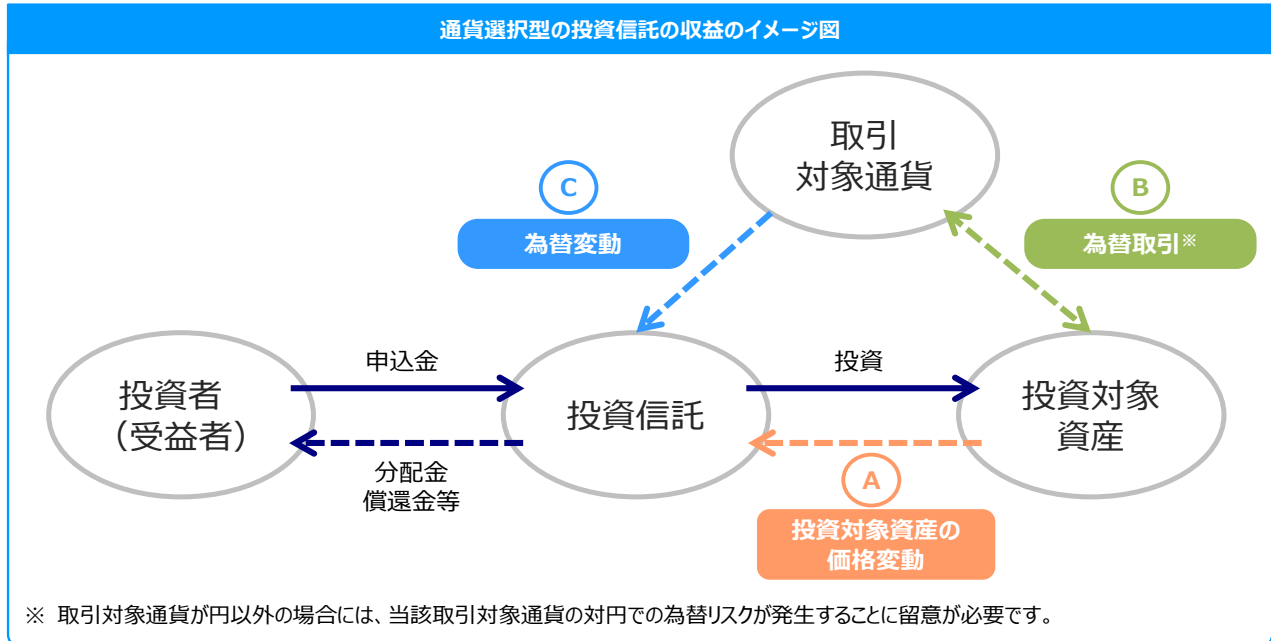 通貨選択型の投資信託の収益のイメージ図
取引
対象通貨
C
為替変動
B
為替取引※
投資者
（受益者）
申込金
分配金
償還金等
投資信託
投資
A
投資対象資産の
価格変動
投資対象
資産
※ 取引対象通貨が円以外の場合には、当該取引対象通貨の対円での為替リスクが発生することに留意が必要です。